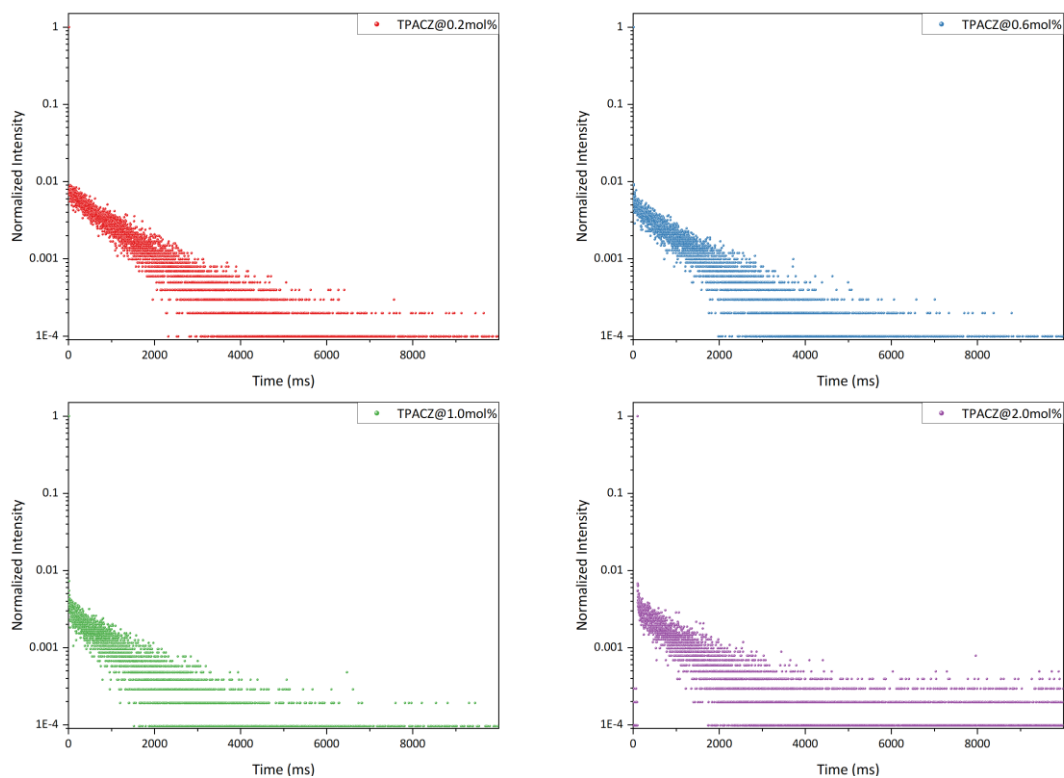 TPACZ@0.2mol%
1
0.1
0.01
0.001
1E-4
Normalized Intensity
0 2000 4000 6000 8000
Time (ms)
TPACZ@0.6mol%
1
0.1
0.01
0.001
1E-4
Normalized Intensity
0 2000 4000 6000 8000
Time (ms)
TPACZ@1.0mol%
1
0.1
0.01
0.001
1E-4
Normalized Intensity
0 2000 4000 6000 8000
Time (ms)
TPACZ@2.0mol%
1
0.1
0.01
0.001
1E-4
Normalized Intensity
0 2000 4000 6000 8000
Time (ms)